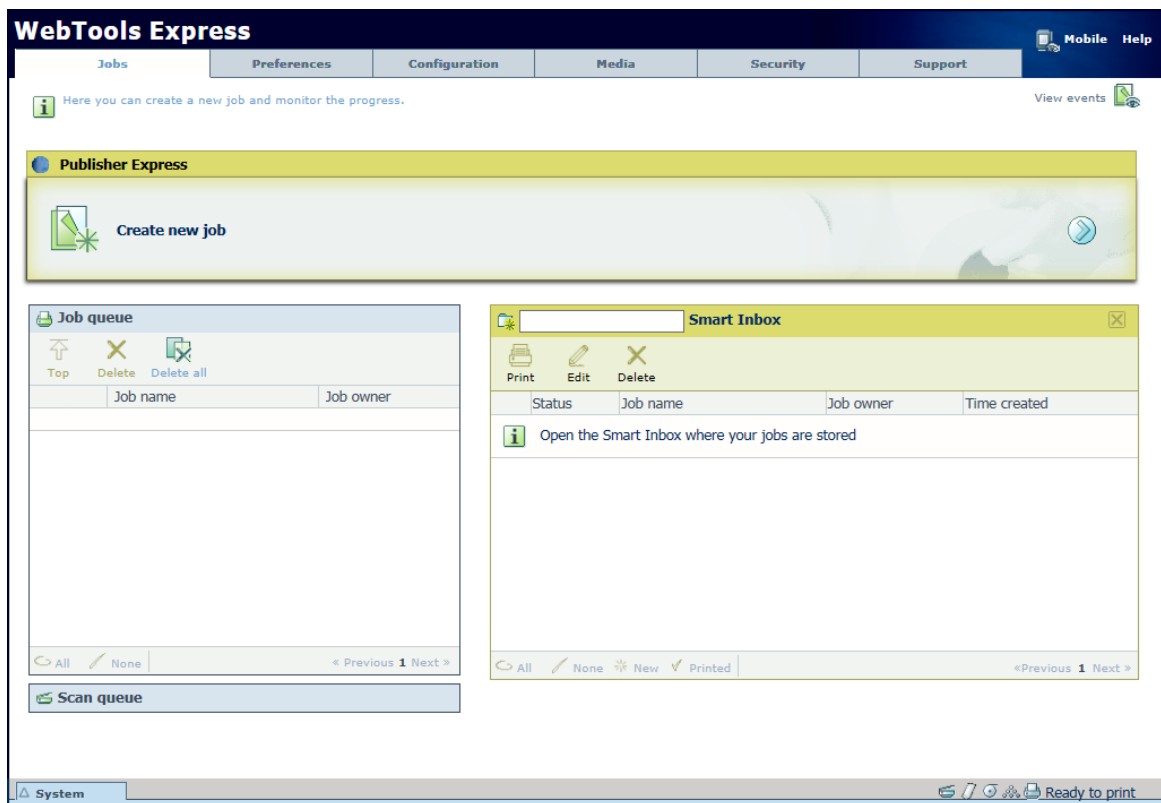 WebTools Express
Mobile Help
Jobs Preferences Configuration Media Security Support
Here you can create a new job and monitor the progress.
View events
Publisher Express
Create new job
Job queue
Top Delete Delete all
Job name Job owner
All None « Previous 1 Next »
Scan queue
Smart Inbox
Print Edit Delete
Status Job name Job owner Time created
Open the Smart Inbox where your jobs are stored
All None New Printed «Previous 1 Next »
System
Ready to print